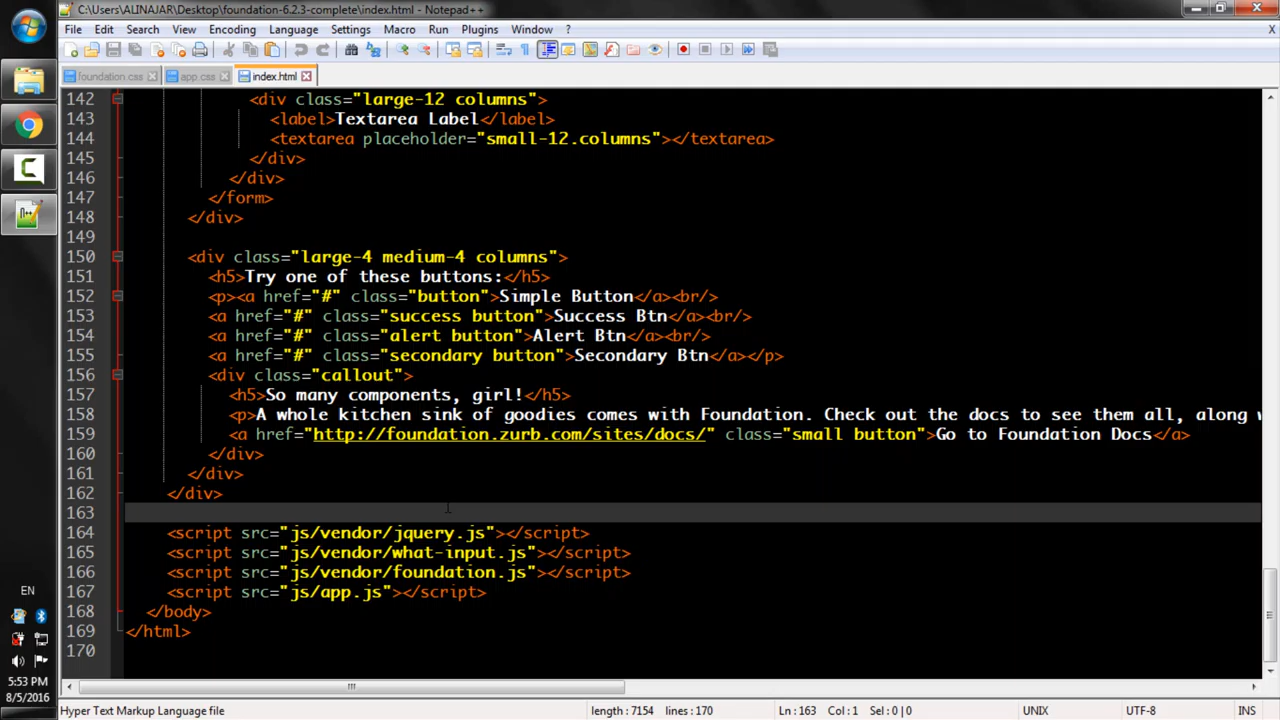 C:\Users\ALINAJAR\Desktop\foundation-6.2.3-complete\index.html - Notepad++
File Edit Search View Encoding Language Settings Macro Run Plugins Window ?
foundation.css app.css index.html
142 <div class="large-12 columns">
143 <label>Textarea Label</label>
144 <textarea placeholder="small-12.columns"></textarea>
145 </div>
146 </div>
147 </form>
148 </div>
149
150 <div class="large-4 medium-4 columns">
151 <h5>Try one of these buttons:</h5>
152 <p><a href="#" class="button">Simple Button</a><br/>
153 <a href="#" class="success button">Success Btn</a><br/>
154 <a href="#" class="alert button">Alert Btn</a><br/>
155 <a href="#" class="secondary button">Secondary Btn</a></p>
156 <div class="callout">
157 <h5>So many components, girl!</h5>
158 <p>A whole kitchen sink of goodies comes with Foundation. Check out the docs to see them all, along
159 <a href="http://foundation.zurb.com/sites/docs/" class="small button">Go to Foundation Docs</a>
160 </div>
161 </div>
162 </div>
163
164 <script src="js/vendor/jquery.js"></script>
165 <script src="js/vendor/what-input.js"></script>
166 <script src="js/vendor/foundation.js"></script>
167 <script src="js/app.js"></script>
168 </body>
169 </html>
170
EN
5:53 PM
8/5/2016
Hyper Text Markup Language file length : 7154 lines : 170 Ln : 163 Col : 1 Sel : 0 | 0 UNIX UTF-8 INS